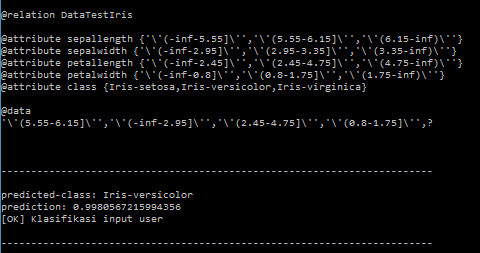 @relation DataTestIris
@attribute sepallength {'\'(-inf-5.55]\'','\'(5.55-6.15]\'','\'(6.15-inf)\''}
@attribute sepalwidth {'\'(-inf-2.95]\'','\'(2.95-3.35]\'','\'(3.35-inf)\''}
@attribute petallength {'\'(-inf-2.45]\'','\'(2.45-4.75]\'','\'(4.75-inf)\''}
@attribute petalwidth {'\'(-inf-0.8]\'','\'(0.8-1.75]\'','\'(1.75-inf)\''}
@attribute class {Iris-setosa,Iris-versicolor,Iris-virginica}
@data
'\'(5.55-6.15]\'','\'(-inf-2.95]\'','\'(2.45-4.75]\'','\'(0.8-1.75]\'',?
---------------------------------------------------------------------
predicted-class: Iris-versicolor
prediction: 0.9980567215994356
[OK] Klasifikasi input user
---------------------------------------------------------------------